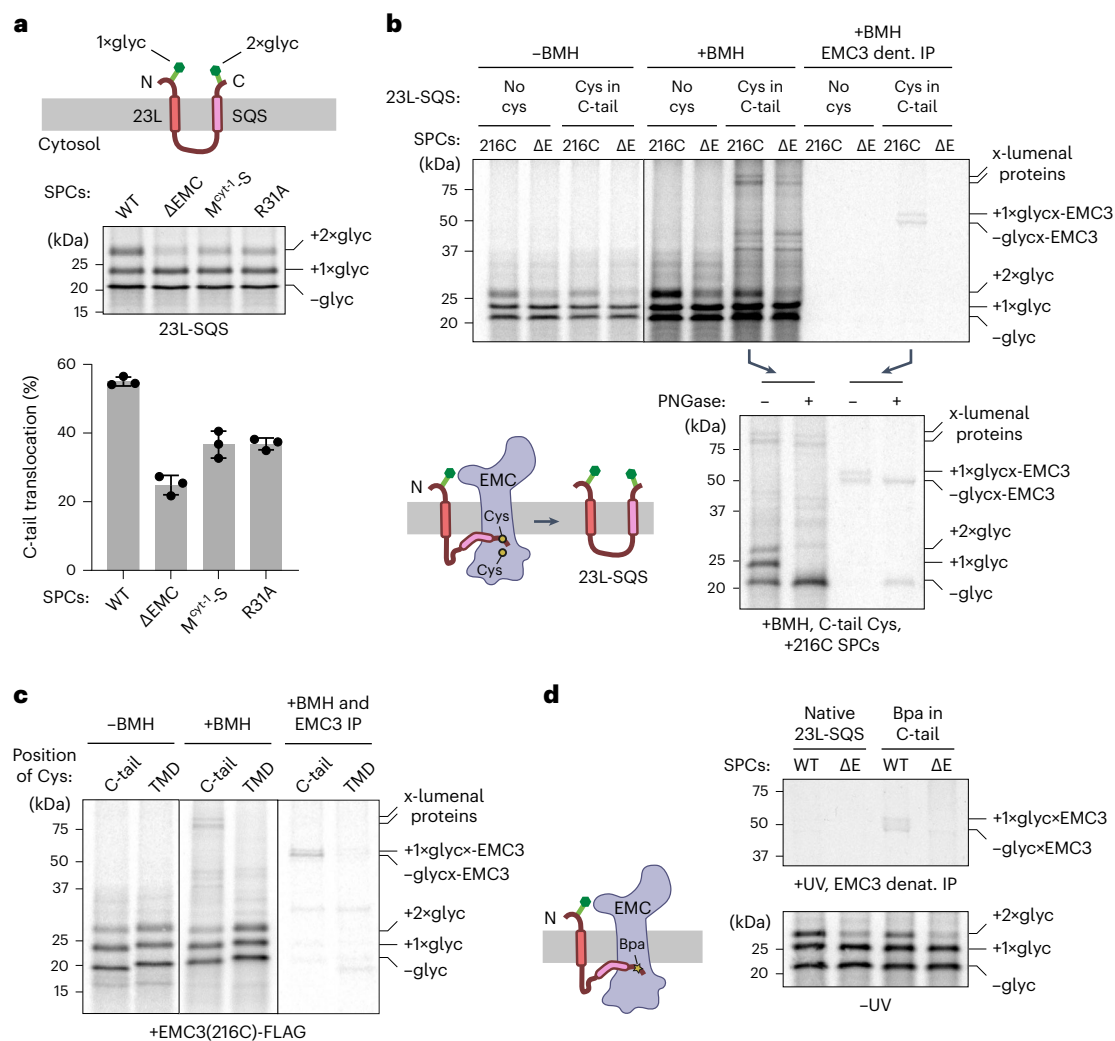 a
1×glyc
2×glyc
N
C
23L
SQS
Cytosol
SPCs:
WT
ΔEMC
Mcyt-1-S
R31A
(kDa)
25
20
15
+2×glyc
+1×glyc
–glyc
23L-SQS
C-tail translocation (%)
60
40
20
0
SPCs:
WT
ΔEMC
Mcyt-1-S
R31A
b
–BMH
+BMH
+BMH
EMC3 dent. IP
23L-SQS:
No cys
Cys in C-tail
No cys
Cys in C-tail
No cys
Cys in C-tail
SPCs:
216C ΔE 216C ΔE 216C ΔE 216C ΔE 216C ΔE 216C ΔE
(kDa)
75
50
37
25
20
x-lumenal proteins
+1×glycx-EMC3
–glycx-EMC3
+2×glyc
+1×glyc
–glyc
N
EMC
Cys
Cys
23L-SQS
PNGase:
– + – +
(kDa)
75
50
37
25
20
x-lumenal proteins
+1×glycx-EMC3
–glycx-EMC3
+2×glyc
+1×glyc
–glyc
+BMH, C-tail Cys,
+216C SPCs
c
–BMH
+BMH
+BMH and
EMC3 IP
Position
of Cys:
C-tail TMD C-tail TMD C-tail TMD
(kDa)
75
50
37
25
20
15
x-lumenal
proteins
+1×glyc×-EMC3
–glycx-EMC3
+2×glyc
+1×glyc
–glyc
+EMC3(216C)-FLAG
d
Native
23L-SQS
Bpa in
C-tail
SPCs:
WT ΔE WT ΔE
75
50
37
+1×glyc×EMC3
–glyc×EMC3
+UV, EMC3 denat. IP
N
EMC
Bpa
(kDa)
25
20
+2×glyc
+1×glyc
–glyc
–UV